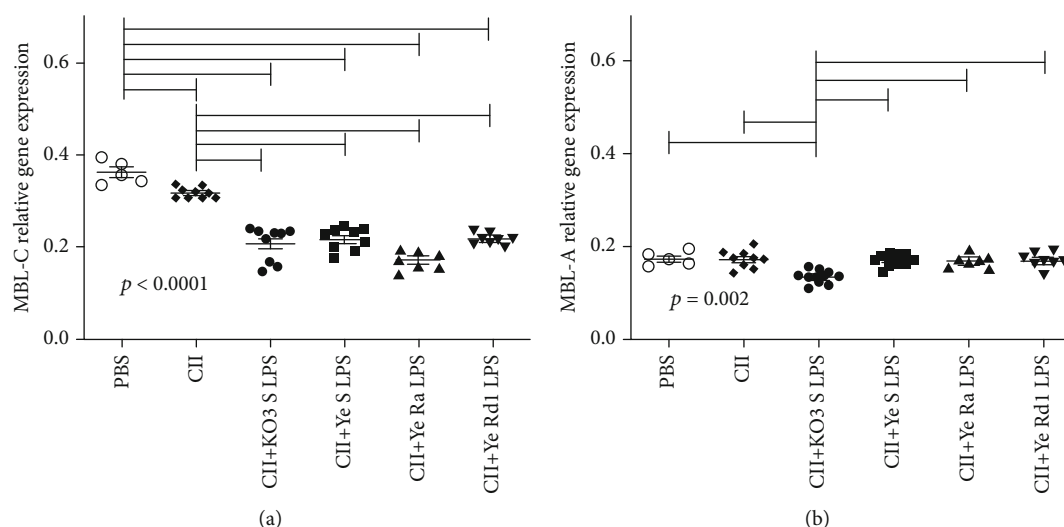 MBL-C relative gene expression
0.6
0.4
0.2
0.0
p < 0.0001
PBS
CII
CII+KO3 S LPS
CII+Ye S LPS
CII+Ye Ra LPS
CII+Ye Rd1 LPS
(a)
MBL-A relative gene expression
0.6
0.4
0.2
0.0
p = 0.002
PBS
CII
CII+KO3 S LPS
CII+Ye S LPS
CII+Ye Ra LPS
CII+Ye Rd1 LPS
(b)